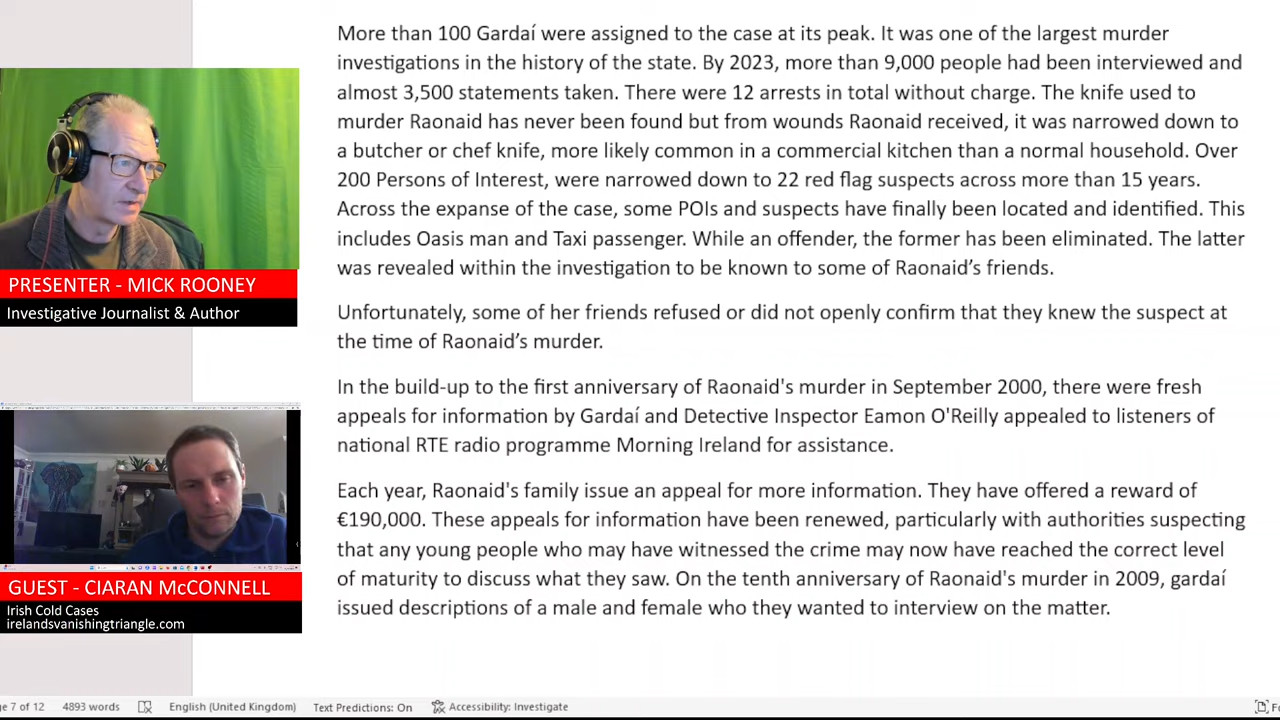 More than 100 Gardaí were assigned to the case at its peak. It was one of the largest murder
investigations in the history of the state. By 2023, more than 9,000 people had been interviewed and
almost 3,500 statements taken. There were 12 arrests in total without charge. The knife used to
murder Raonaid has never been found but from wounds Raonaid received, it was narrowed down to
a butcher or chef knife, more likely common in a commercial kitchen than a normal household. Over
200 Persons of Interest, were narrowed down to 22 red flag suspects across more than 15 years.
Across the expanse of the case, some POIs and suspects have finally been located and identified. This
includes Oasis man and Taxi passenger. While an offender, the former has been eliminated. The latter
was revealed within the investigation to be known to some of Raonaid’s friends.
Unfortunately, some of her friends refused or did not openly confirm that they knew the suspect at
the time of Raonaid’s murder.
In the build-up to the first anniversary of Raonaid's murder in September 2000, there were fresh
appeals for information by Gardaí and Detective Inspector Eamon O'Reilly appealed to listeners of
national RTE radio programme Morning Ireland for assistance.
Each year, Raonaid's family issue an appeal for more information. They have offered a reward of
€190,000. These appeals for information have been renewed, particularly with authorities suspecting
that any young people who may have witnessed the crime may now have reached the correct level
of maturity to discuss what they saw. On the tenth anniversary of Raonaid's murder in 2009, gardaí
issued descriptions of a male and female who they wanted to interview on the matter.
PRESENTER - MICK ROONEY
Investigative Journalist & Author
GUEST - CIARAN McCONNELL
Irish Cold Cases
irelandsvanishingtriangle.com
ge 7 of 12 4893 words English (United Kingdom) Text Predictions: On Accessibility: Investigate